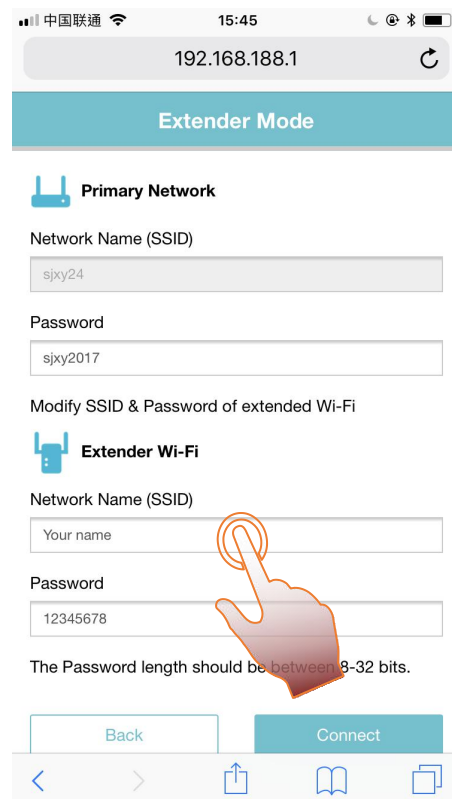 中国联通 15:45
192.168.188.1
Extender Mode
Primary Network
Network Name (SSID)
sjxy24
Password
sjxy2017
Modify SSID & Password of extended Wi-Fi
Extender Wi-Fi
Network Name (SSID)
Your name
Password
12345678
The Password length should be between 8-32 bits.
Back Connect